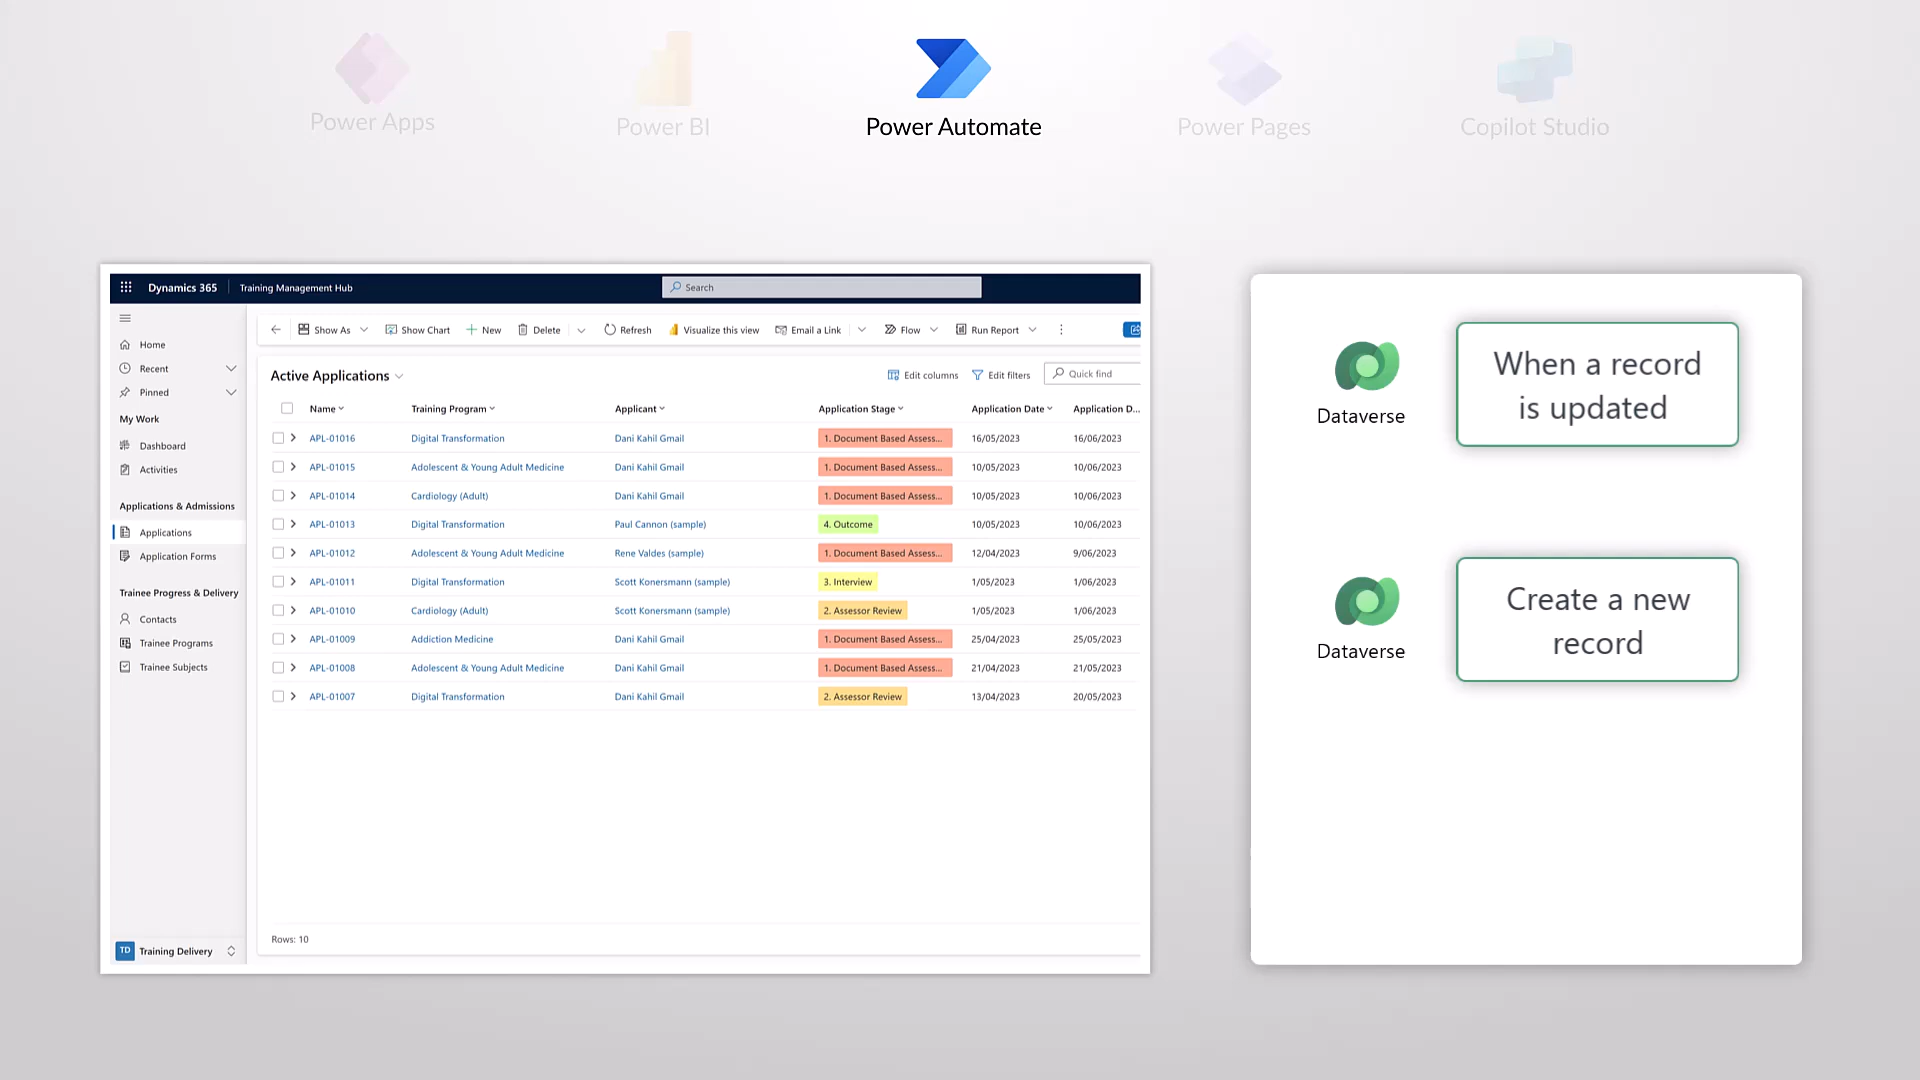 Power Apps
Power BI
Power Automate
Power Pages
Copilot Studio
Dynamics 365
Training Management Hub
Search
Show As
Show Chart
New
Delete
Refresh
Visualize this view
Email a Link
Flow
Run Report
Home
Recent
Pinned
My Work
Dashboard
Activities
Applications & Admissions
Applications
Application Forms
Trainee Progress & Delivery
Contacts
Trainee Programs
Trainee Subjects
TD Training Delivery
Active Applications
Edit columns
Edit filters
Quick find
Name Training Program Applicant Application Stage Application Date Application D...
APL-01016 Digital Transformation Dani Kahil Gmail 1. Document Based Assess... 16/05/2023 16/06/2023
APL-01015 Adolescent & Young Adult Medicine Dani Kahil Gmail 1. Document Based Assess... 10/05/2023 10/06/2023
APL-01014 Cardiology (Adult) Dani Kahil Gmail 1. Document Based Assess... 10/05/2023 10/06/2023
APL-01013 Digital Transformation Paul Cannon (sample) 4. Outcome 10/05/2023 10/06/2023
APL-01012 Adolescent & Young Adult Medicine Rene Valdes (sample) 1. Document Based Assess... 12/04/2023 9/06/2023
APL-01011 Digital Transformation Scott Konersmann (sample) 3. Interview 1/05/2023 1/06/2023
APL-01010 Cardiology (Adult) Scott Konersmann (sample) 2. Assessor Review 1/05/2023 1/06/2023
APL-01009 Addiction Medicine Dani Kahil Gmail 1. Document Based Assess... 25/04/2023 25/05/2023
APL-01008 Adolescent & Young Adult Medicine Dani Kahil Gmail 1. Document Based Assess... 21/04/2023 21/05/2023
APL-01007 Digital Transformation Dani Kahil Gmail 2. Assessor Review 13/04/2023 20/05/2023
Rows: 10
Dataverse
When a record
is updated
Dataverse
Create a new
record